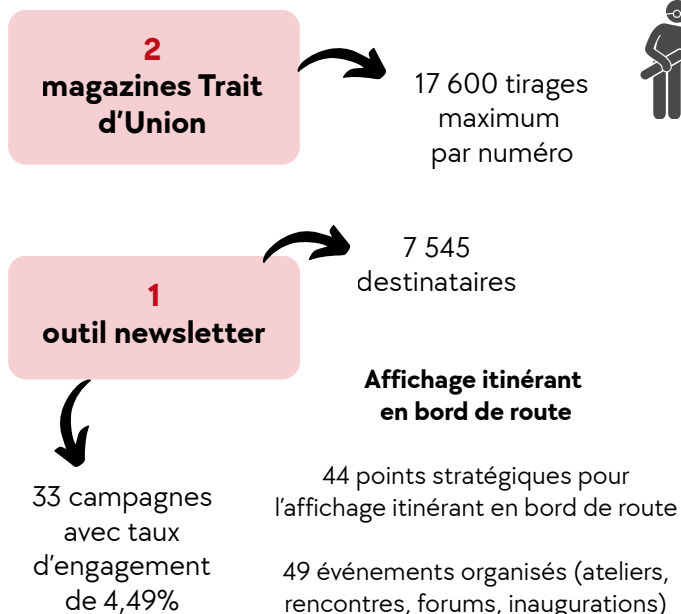 2
magazines Trait
d'Union
17 600 tirages
maximum
par numéro
1
outil newsletter
7 545
destinataires
33 campagnes
avec taux
d'engagement
de 4,49%
Affichage itinérant
en bord de route
44 points stratégiques pour
l'affichage itinérant en bord de route
49 événements organisés (ateliers,
rencontres, forums, inaugurations)